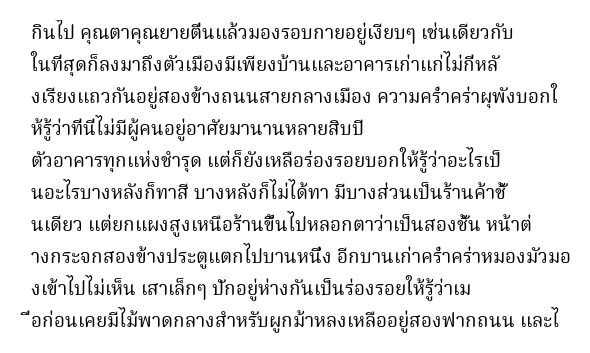 กินไป คุณตาคุณยายตื่นแล้วมองรอบกายอยู่เงียบๆ เช่นเดียวกับ
ในที่สุดก็ลงมาถึงตัวเมืองมีเพียงบ้านและอาคารเก่าแก่ไม่กี่หลั
งเรียงแถวกันอยู่สองข้างถนนสายกลางเมือง ความคร่ำคร่าผุพังบอกใ
ห้รู้ว่าที่นี่ไม่มีผู้คนอยู่อาศัยมานานหลายสิบปี
ตัวอาคารทุกแห่งชำรุด แต่ก็ยังเหลือร่องรอยบอกให้รู้ว่าอะไรเป็
นอะไรบางหลังก็ทาสี บางหลังก็ไม่ได้ทา มีบางส่วนเป็นร้านค้าชั้
นเดียว แต่ยกแผงสูงเหนือร้านขึ้นไปหลอกตาว่าเป็นสองชั้น หน้าต่
างกระจกสองข้างประตูแตกไปบานหนึ่ง อีกบานเก่าคร่ำคร่าหมองมัวมอ
งเข้าไปไม่เห็น เสาเล็กๆ ปักอยู่ห่างกันเป็นร่องรอยให้รู้ว่าเม
ื่อก่อนเคยมีไม้พาดกลางสำหรับผูกม้าหลงเหลืออยู่สองฟากถนน และไ